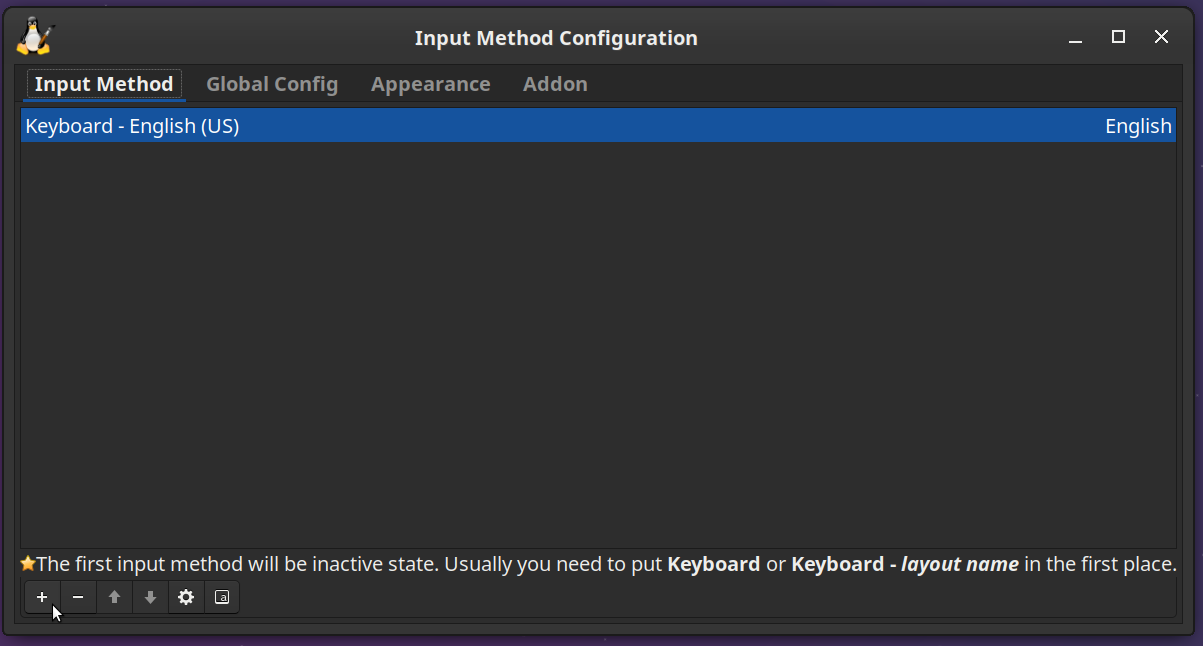 Input Method Configuration
Input Method Global Config Appearance Addon
Keyboard - English (US) English
The first input method will be inactive state. Usually you need to put Keyboard or Keyboard - layout name in the first place.
a